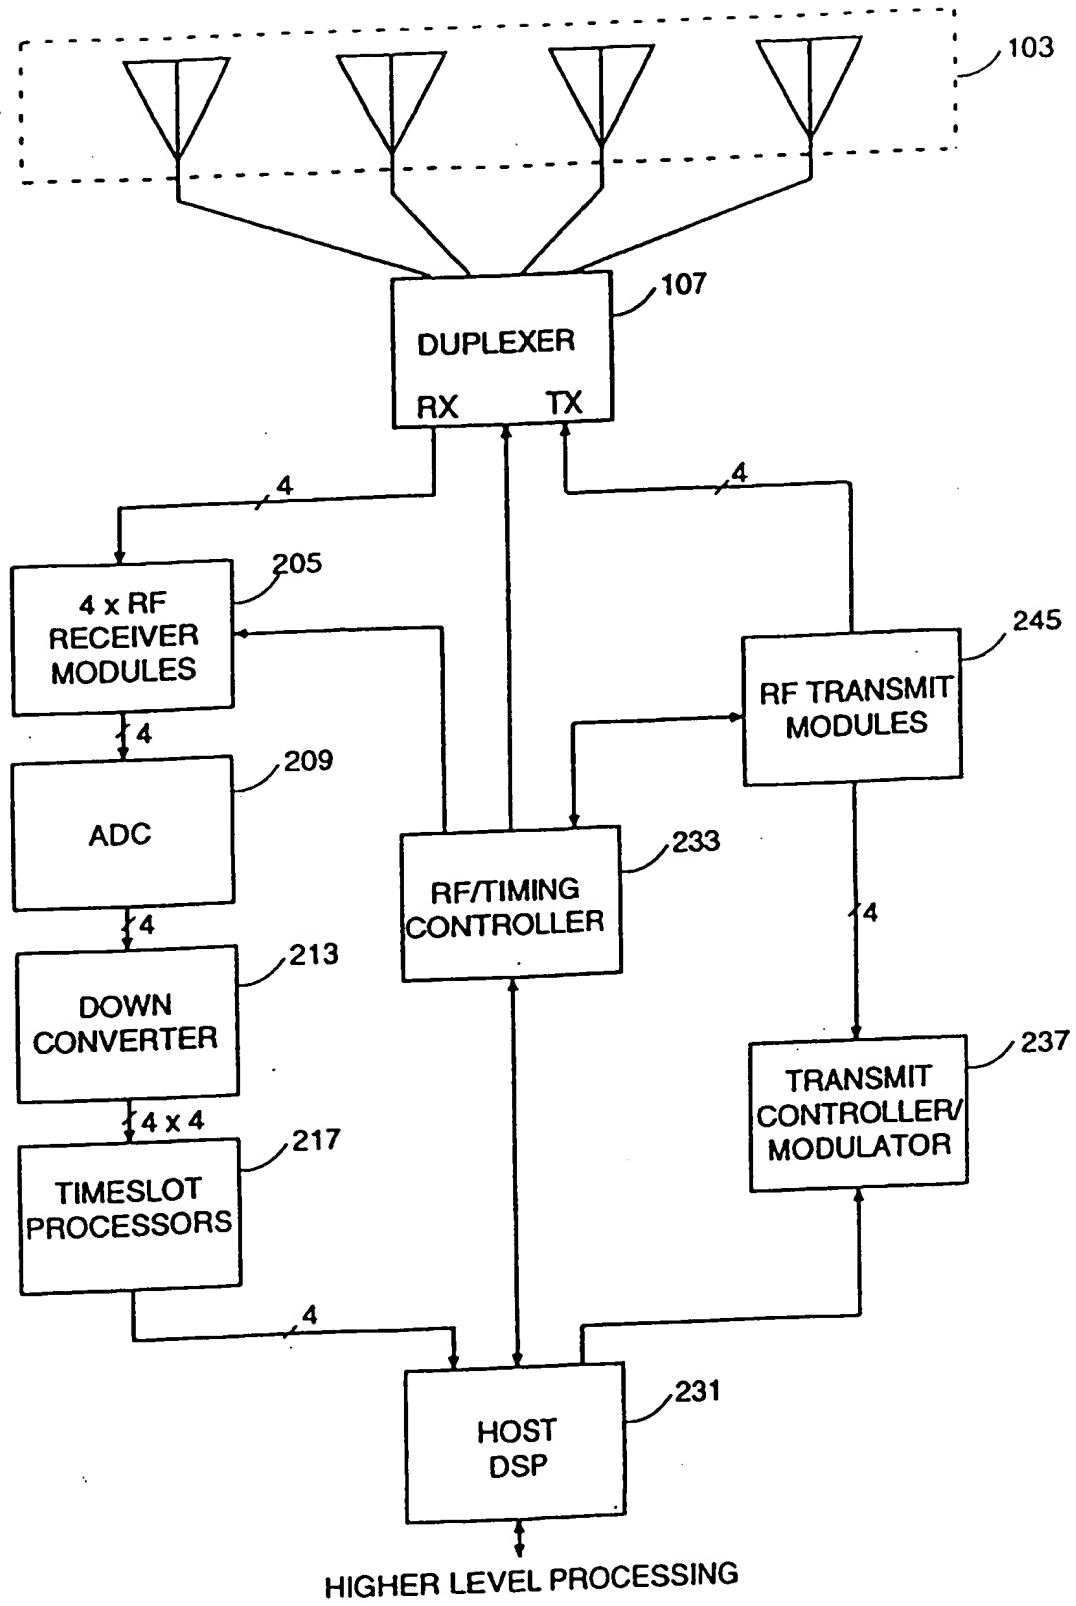 103
107
DUPLEXER
RX TX
4
4
205
4 x RF
RECEIVER
MODULES
245
RF TRANSMIT
MODULES
4
209
ADC
233
RF/TIMING
CONTROLLER
4
4
213
DOWN
CONVERTER
237
TRANSMIT
CONTROLLER/
MODULATOR
4 x 4
217
TIMESLOT
PROCESSORS
4
231
HOST
DSP
HIGHER LEVEL PROCESSING